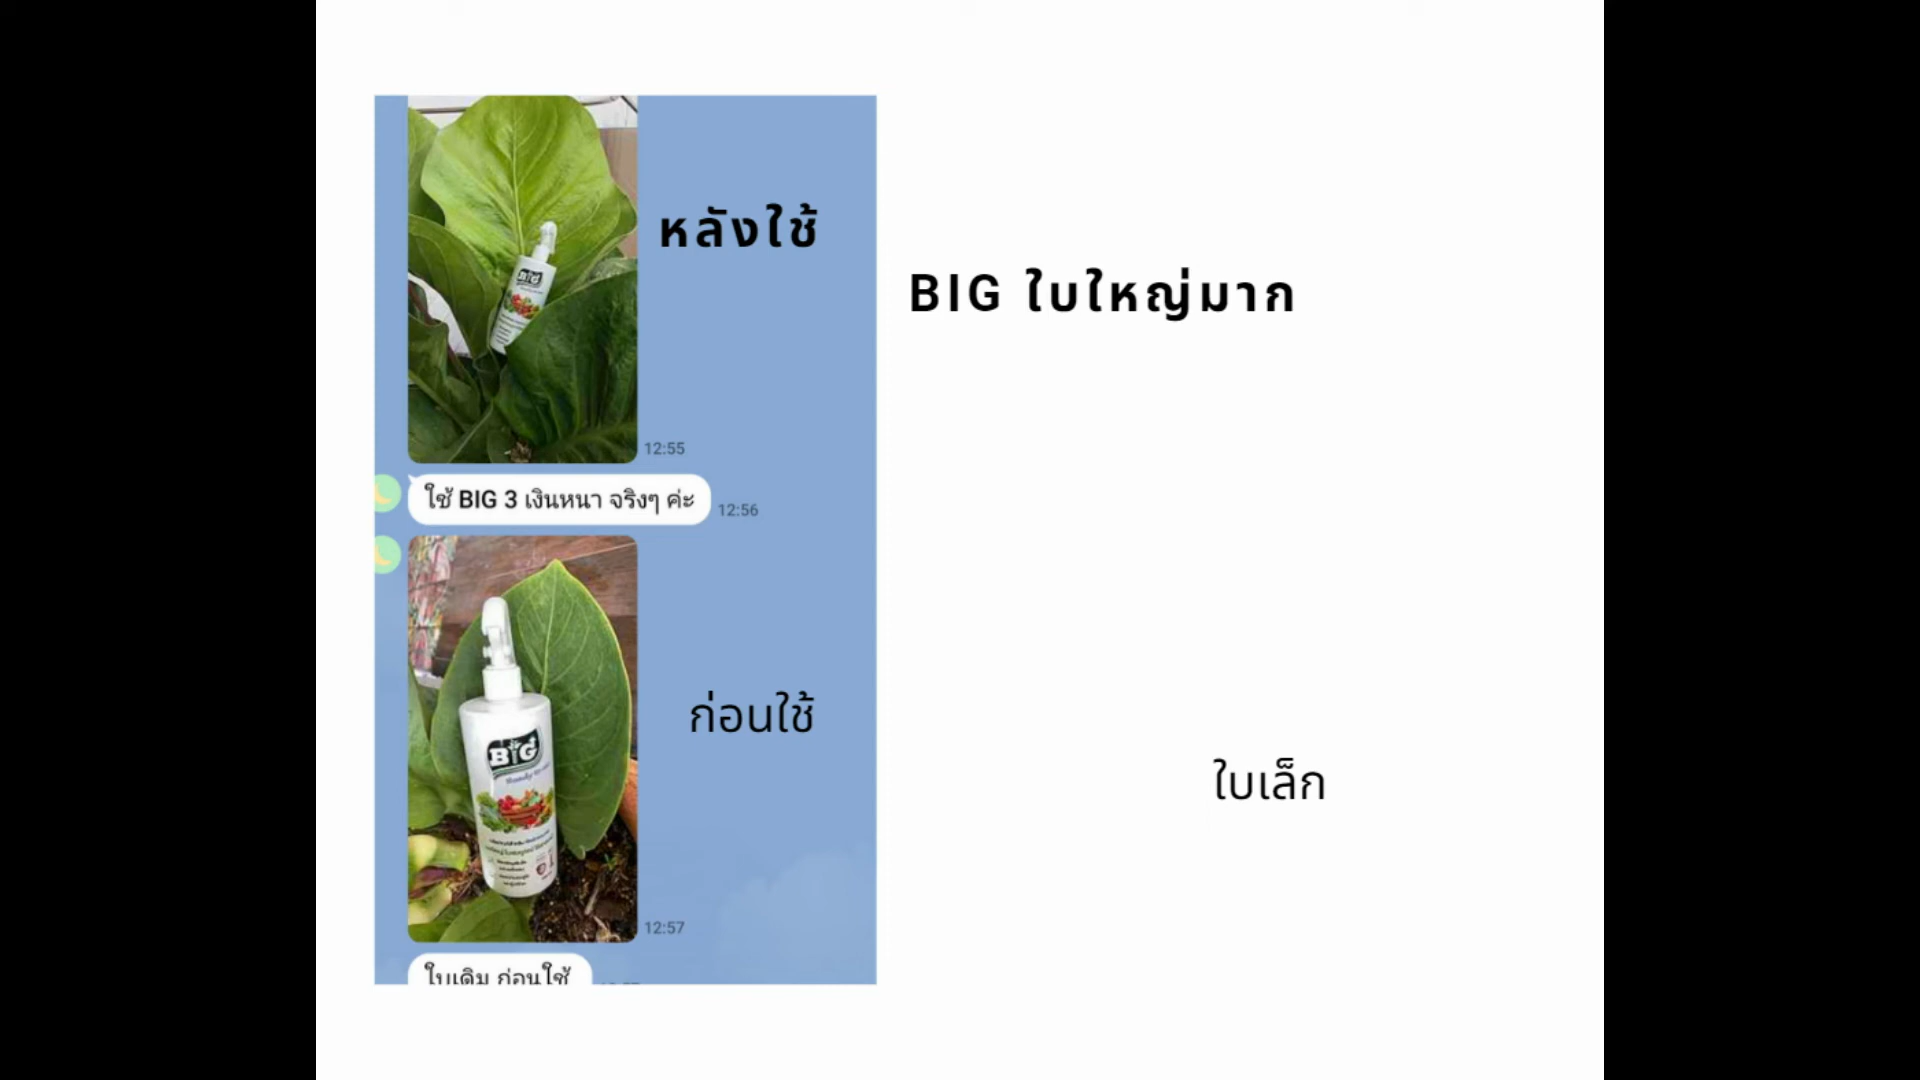 หลังใช้
BIG ใบใหญ่มาก
BIG
12:55
ใช้ BIG 3 เงินหนา จริงๆ ค่ะ
12:56
ก่อนใช้
ใบเล็ก
BIG
12:57
ใบเดิม ก่อนใช้